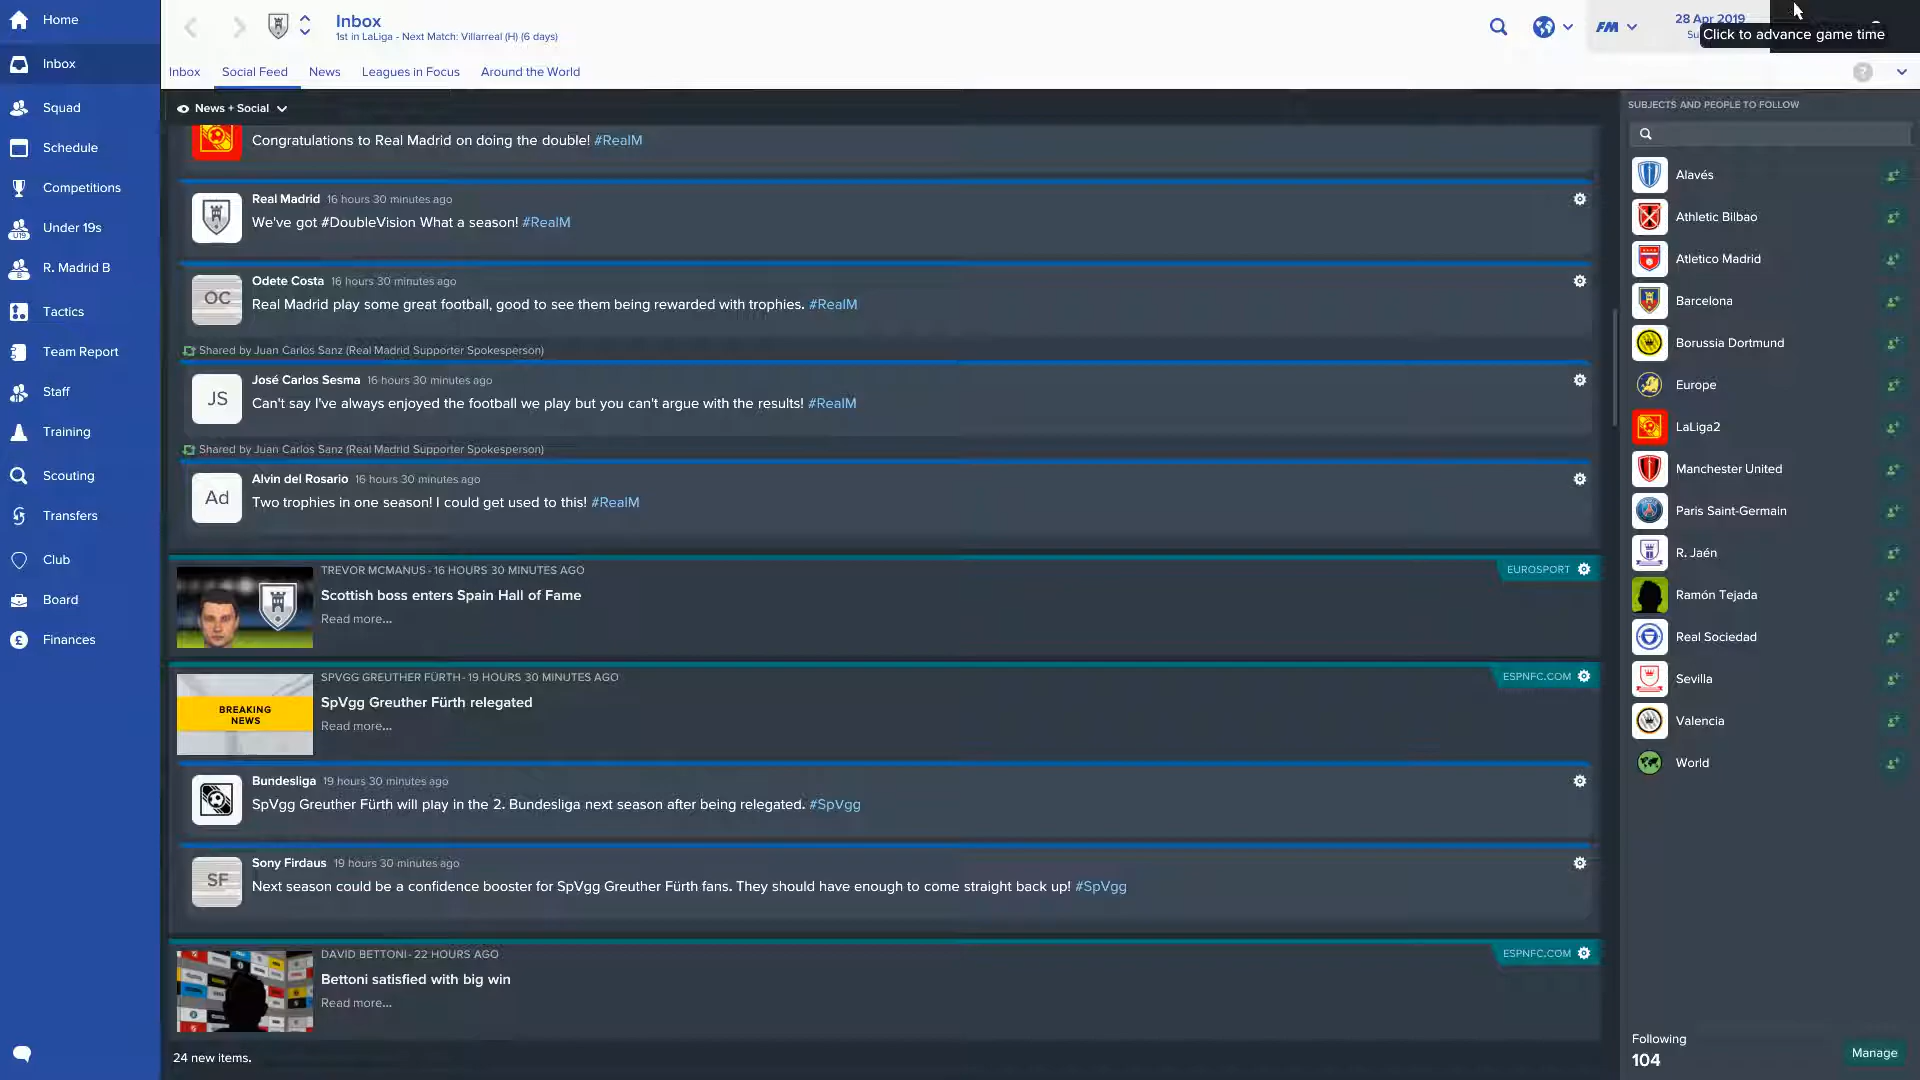 Home
Inbox
Squad
Schedule
Competitions
Under 19s
R. Madrid B
Tactics
Team Report
Staff
Training
Scouting
Transfers
Club
Board
Finances
Inbox
1st in LaLiga - Next Match: Villarreal (H) (6 days)
FM
28 Apr 2019
Click to advance game time
Inbox
Social Feed
News
Leagues in Focus
Around the World
News + Social
Congratulations to Real Madrid on doing the double! #RealM
Real Madrid 16 hours 30 minutes ago
We've got #DoubleVision What a season! #RealM
OC
Odete Costa 16 hours 30 minutes ago
Real Madrid play some great football, good to see them being rewarded with trophies. #RealM
Shared by Juan Carlos Sanz (Real Madrid Supporter Spokesperson)
JS
José Carlos Sesma 16 hours 30 minutes ago
Can't say I've always enjoyed the football we play but you can't argue with the results! #RealM
Shared by Juan Carlos Sanz (Real Madrid Supporter Spokesperson)
Ad
Alvin del Rosario 16 hours 30 minutes ago
Two trophies in one season! I could get used to this! #RealM
TREVOR MCMANUS - 16 HOURS 30 MINUTES AGO
EUROSPORT
Scottish boss enters Spain Hall of Fame
Read more...
SPVGG GREUTHER FÜRTH - 19 HOURS 30 MINUTES AGO
ESPNFC.COM
BREAKING
NEWS
SpVgg Greuther Fürth relegated
Read more...
Bundesliga 19 hours 30 minutes ago
SpVgg Greuther Fürth will play in the 2. Bundesliga next season after being relegated. #SpVgg
SF
Sony Firdaus 19 hours 30 minutes ago
Next season could be a confidence booster for SpVgg Greuther Fürth fans. They should have enough to come straight back up! #SpVgg
DAVID BETTONI - 22 HOURS AGO
ESPNFC.COM
Bettoni satisfied with big win
Read more...
24 new items.
SUBJECTS AND PEOPLE TO FOLLOW
Alavés
Athletic Bilbao
Atletico Madrid
Barcelona
Borussia Dortmund
Europe
LaLiga2
Manchester United
Paris Saint-Germain
R. Jaén
Ramón Tejada
Real Sociedad
Sevilla
Valencia
World
Following
104
Manage